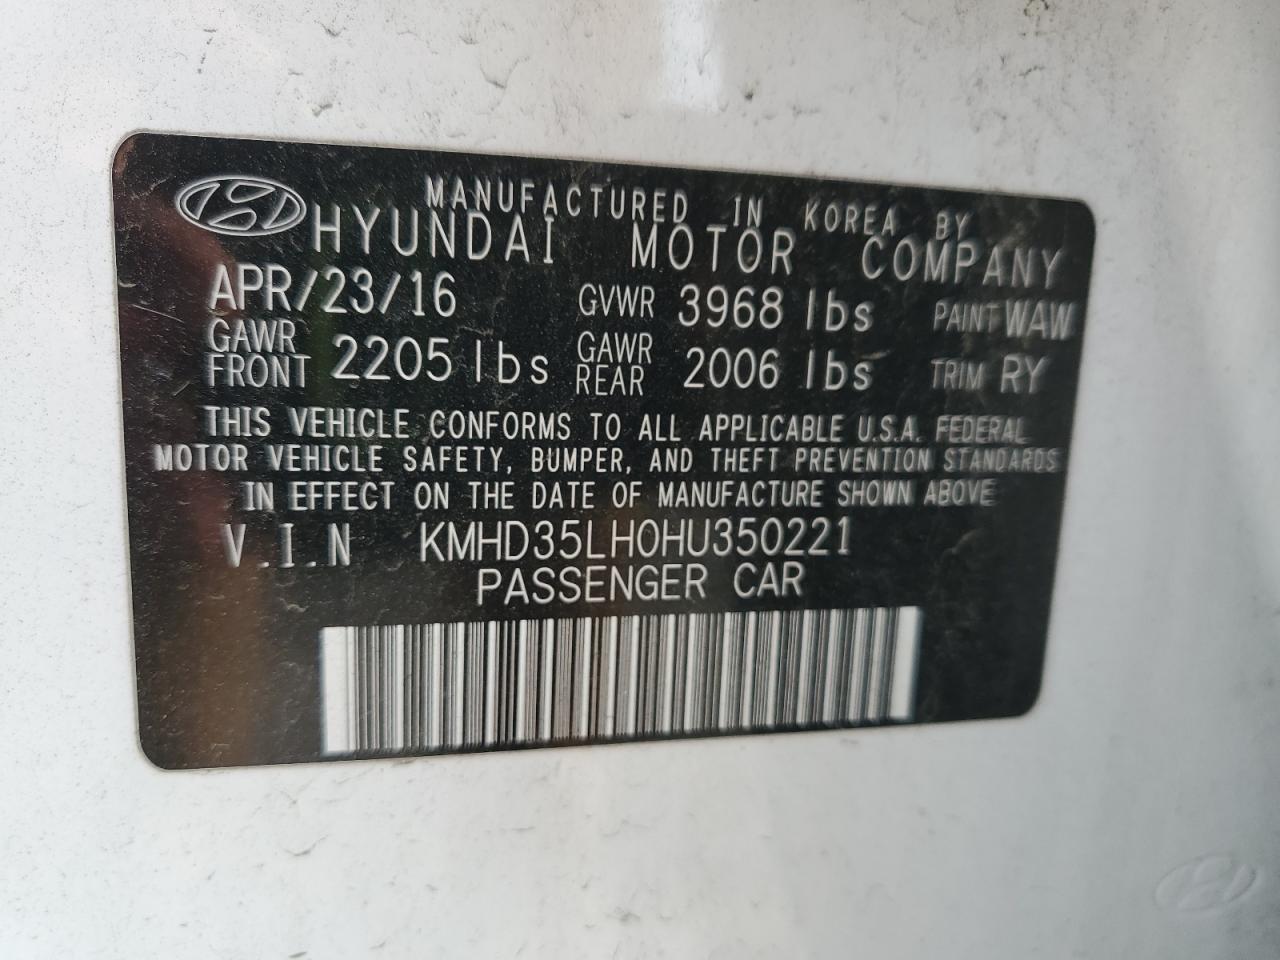 MANUFACTURED IN KOREA BY
HYUNDAI MOTOR COMPANY
APR/23/16 GVWR 3968 lbs PAINT WAW
GAWR FRONT 2205 lbs GAWR REAR 2006 lbs TRIM RY
THIS VEHICLE CONFORMS TO ALL APPLICABLE U.S.A. FEDERAL
MOTOR VEHICLE SAFETY, BUMPER, AND THEFT PREVENTION STANDARDS
IN EFFECT ON THE DATE OF MANUFACTURE SHOWN ABOVE
V.I.N KMHD35LH0HU350221
PASSENGER CAR